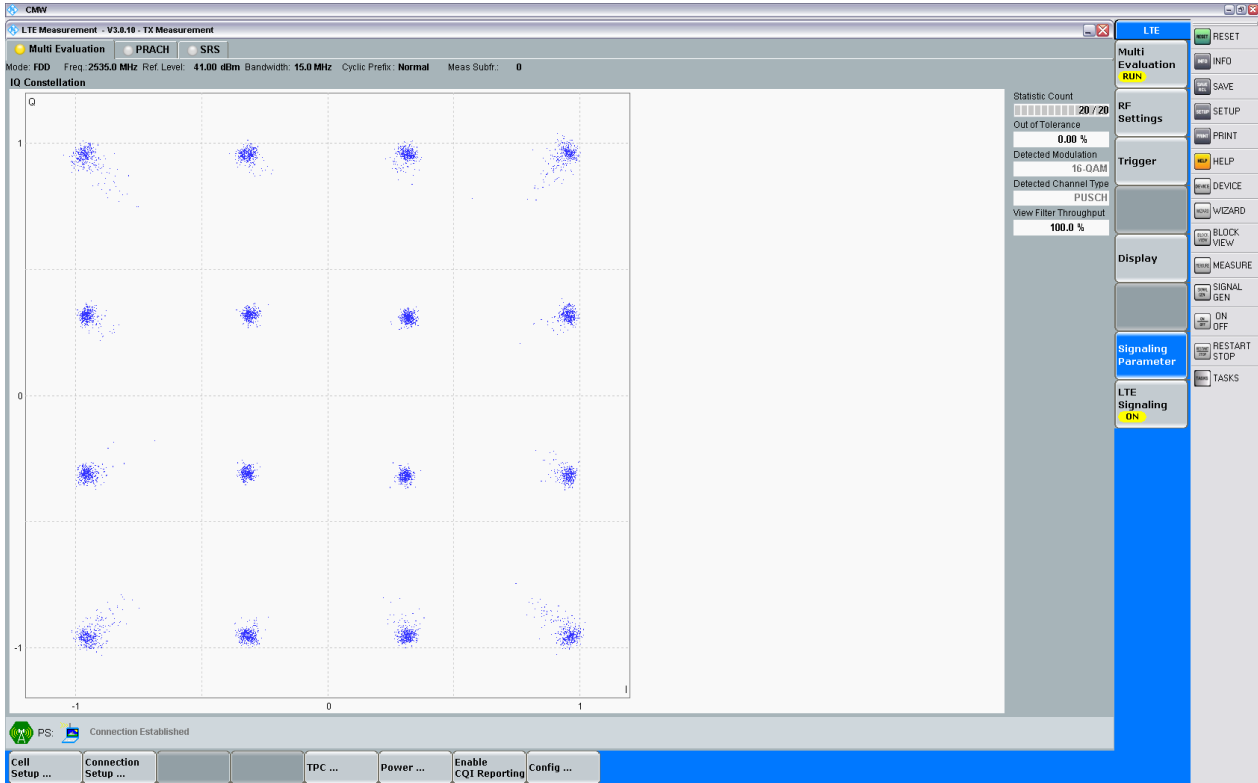 CMW
LTE Measurement - V3.0.10 - TX Measurement
Multi Evaluation PRACH SRS
Mode: FDD Freq.: 2535.0 MHz Ref. Level: 41.00 dBm Bandwidth: 15.0 MHz Cyclic Prefix: Normal Meas Subfr.: 0
IQ Constellation
Q
1
0
-1
-1 0 1
I
Statistic Count
20 / 20
Out of Tolerance
0.00 %
Detected Modulation
16-QAM
Detected Channel Type
PUSCH
View Filter Throughput
100.0 %
LTE
Multi
Evaluation
RUN
RF
Settings
Trigger
Display
Signaling
Parameter
LTE
Signaling
ON
RESET
INFO
SAVE
SETUP
PRINT
HELP
DEVICE
WIZARD
BLOCK
VIEW
MEASURE
SIGNAL
GEN
ON
OFF
RESTART
STOP
TASKS
PS: Connection Established
Cell
Setup ...
Connection
Setup ...
TPC ...
Power ...
Enable
CQI Reporting
Config ...